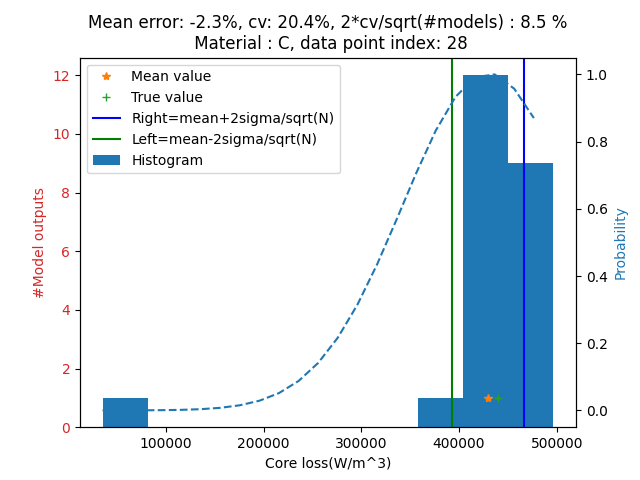 Mean error: -2.3%, cv: 20.4%, 2*cv/sqrt(#models) : 8.5 %
Material : C, data point index: 28
Mean value
True value
Right=mean+2sigma/sqrt(N)
Left=mean-2sigma/sqrt(N)
Histogram
#Model outputs
12
10
8
6
4
2
0
Probability
1.0
0.8
0.6
0.4
0.2
0.0
100000 200000 300000 400000 500000
Core loss(W/m^3)